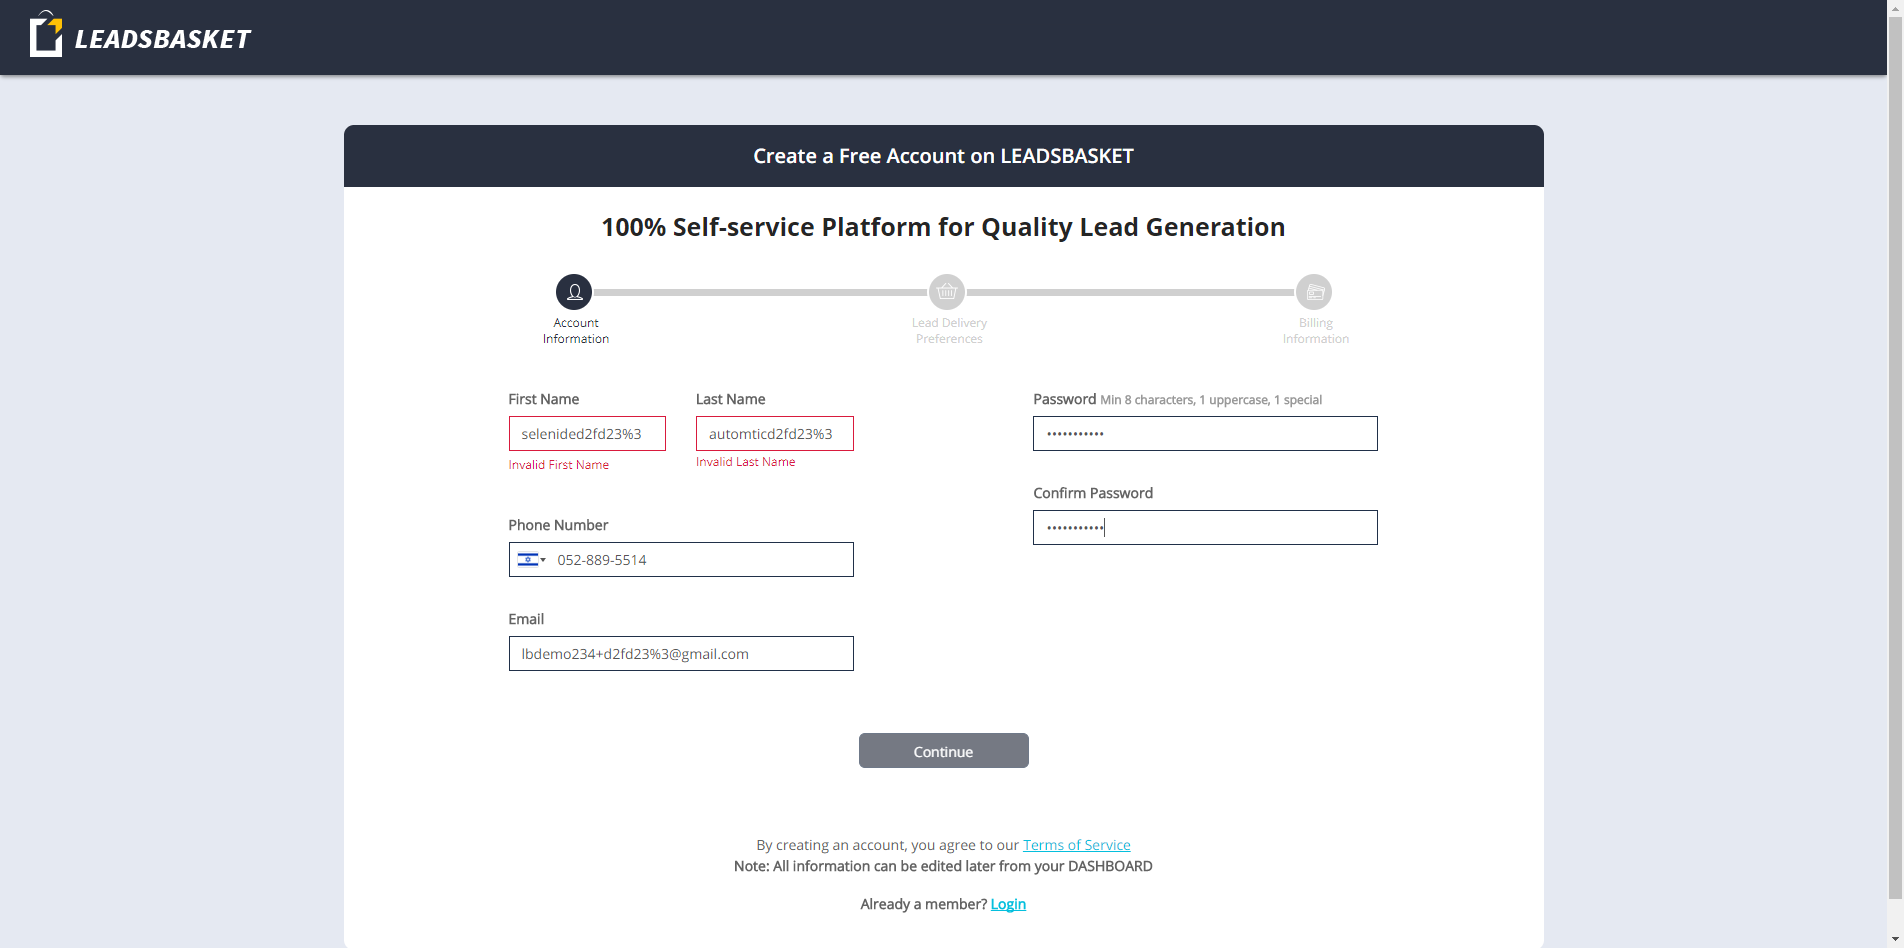 LEADSBASKET
Create a Free Account on LEADSBASKET
100% Self-service Platform for Quality Lead Generation
Account
Information
Lead Delivery
Preferences
Billing
Information
First Name
Last Name
selenided2fd23%3
automticd2fd23%3
Invalid First Name
Invalid Last Name
Phone Number
052-889-5514
Email
lbdemo234+d2fd23%3@gmail.com
Password Min 8 characters, 1 uppercase, 1 special
•••••••••••
Confirm Password
•••••••••••
Continue
By creating an account, you agree to our Terms of Service
Note: All information can be edited later from your DASHBOARD
Already a member? Login